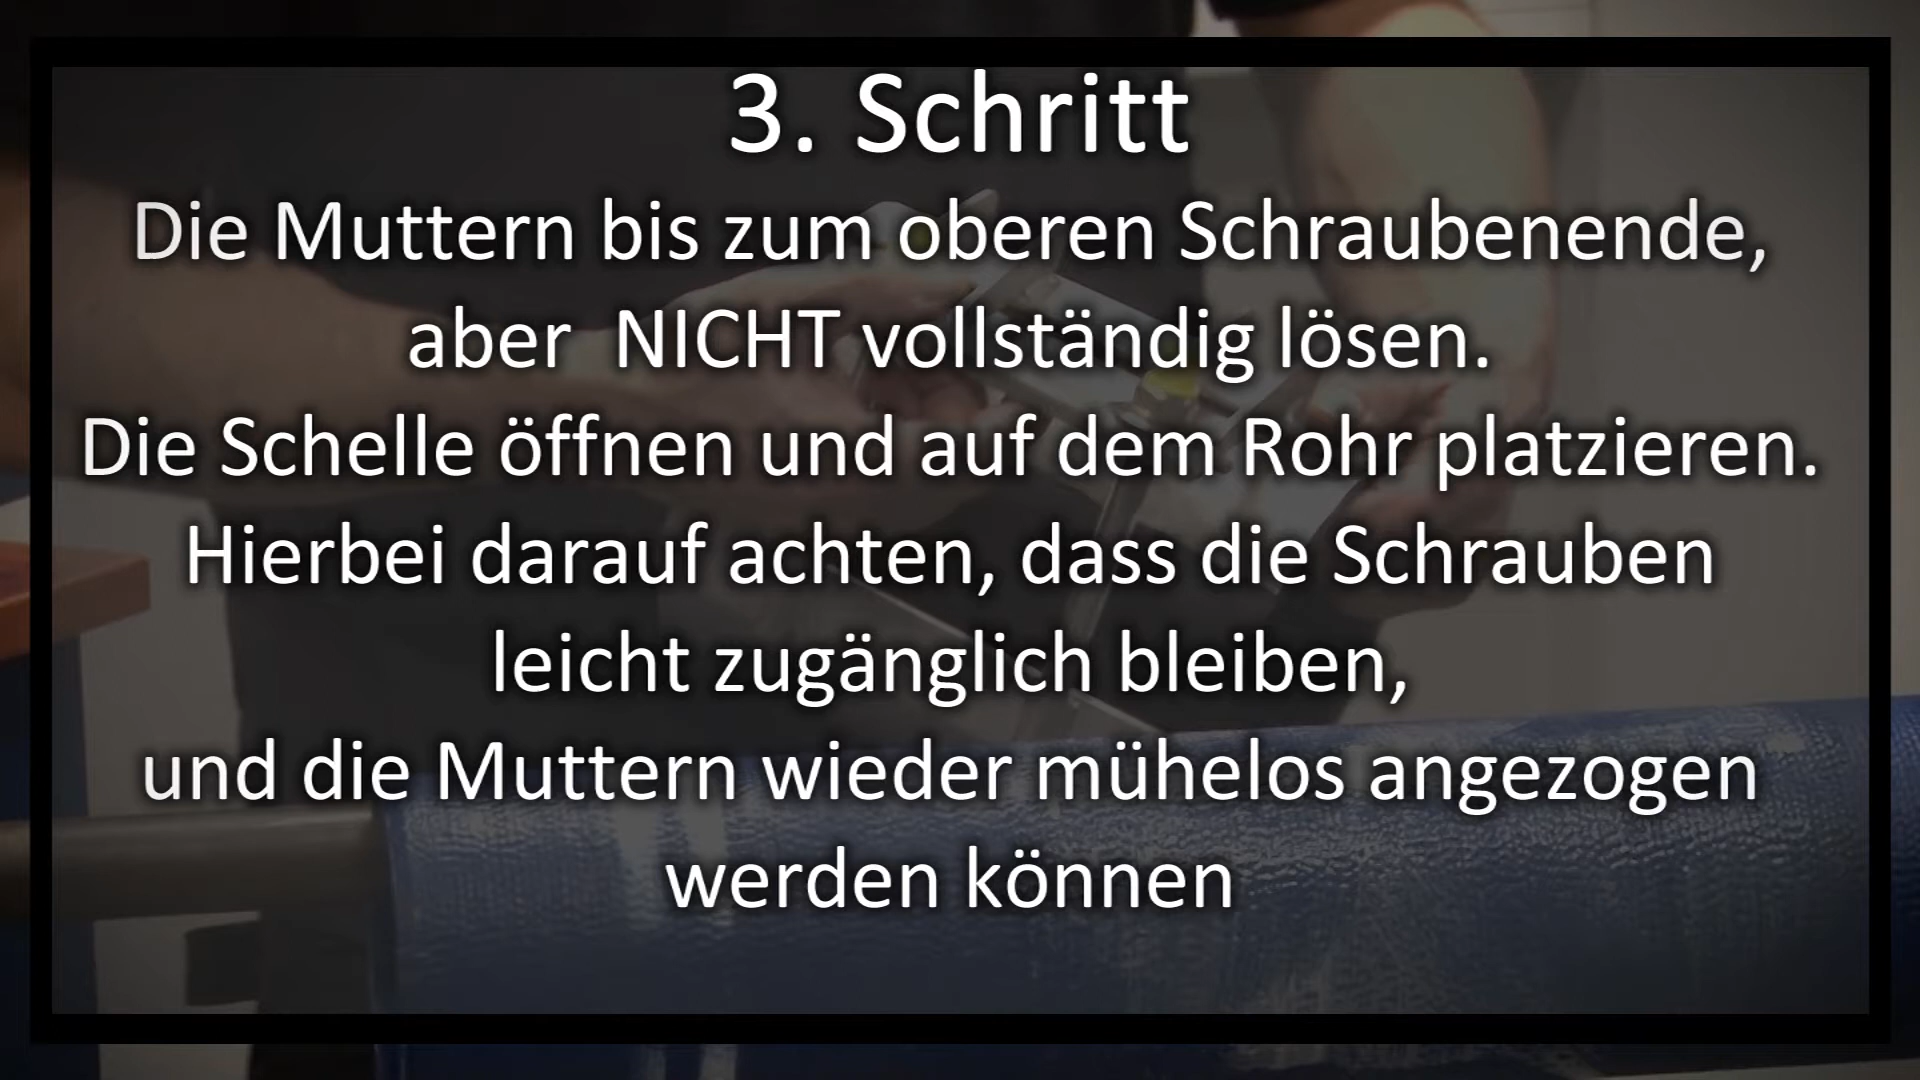 3. Schritt
Die Muttern bis zum oberen Schraubenende,
aber  NICHT vollständig lösen.
Die Schelle öffnen und auf dem Rohr platzieren.
Hierbei darauf achten, dass die Schrauben
leicht zugänglich bleiben,
und die Muttern wieder mühelos angezogen
werden können